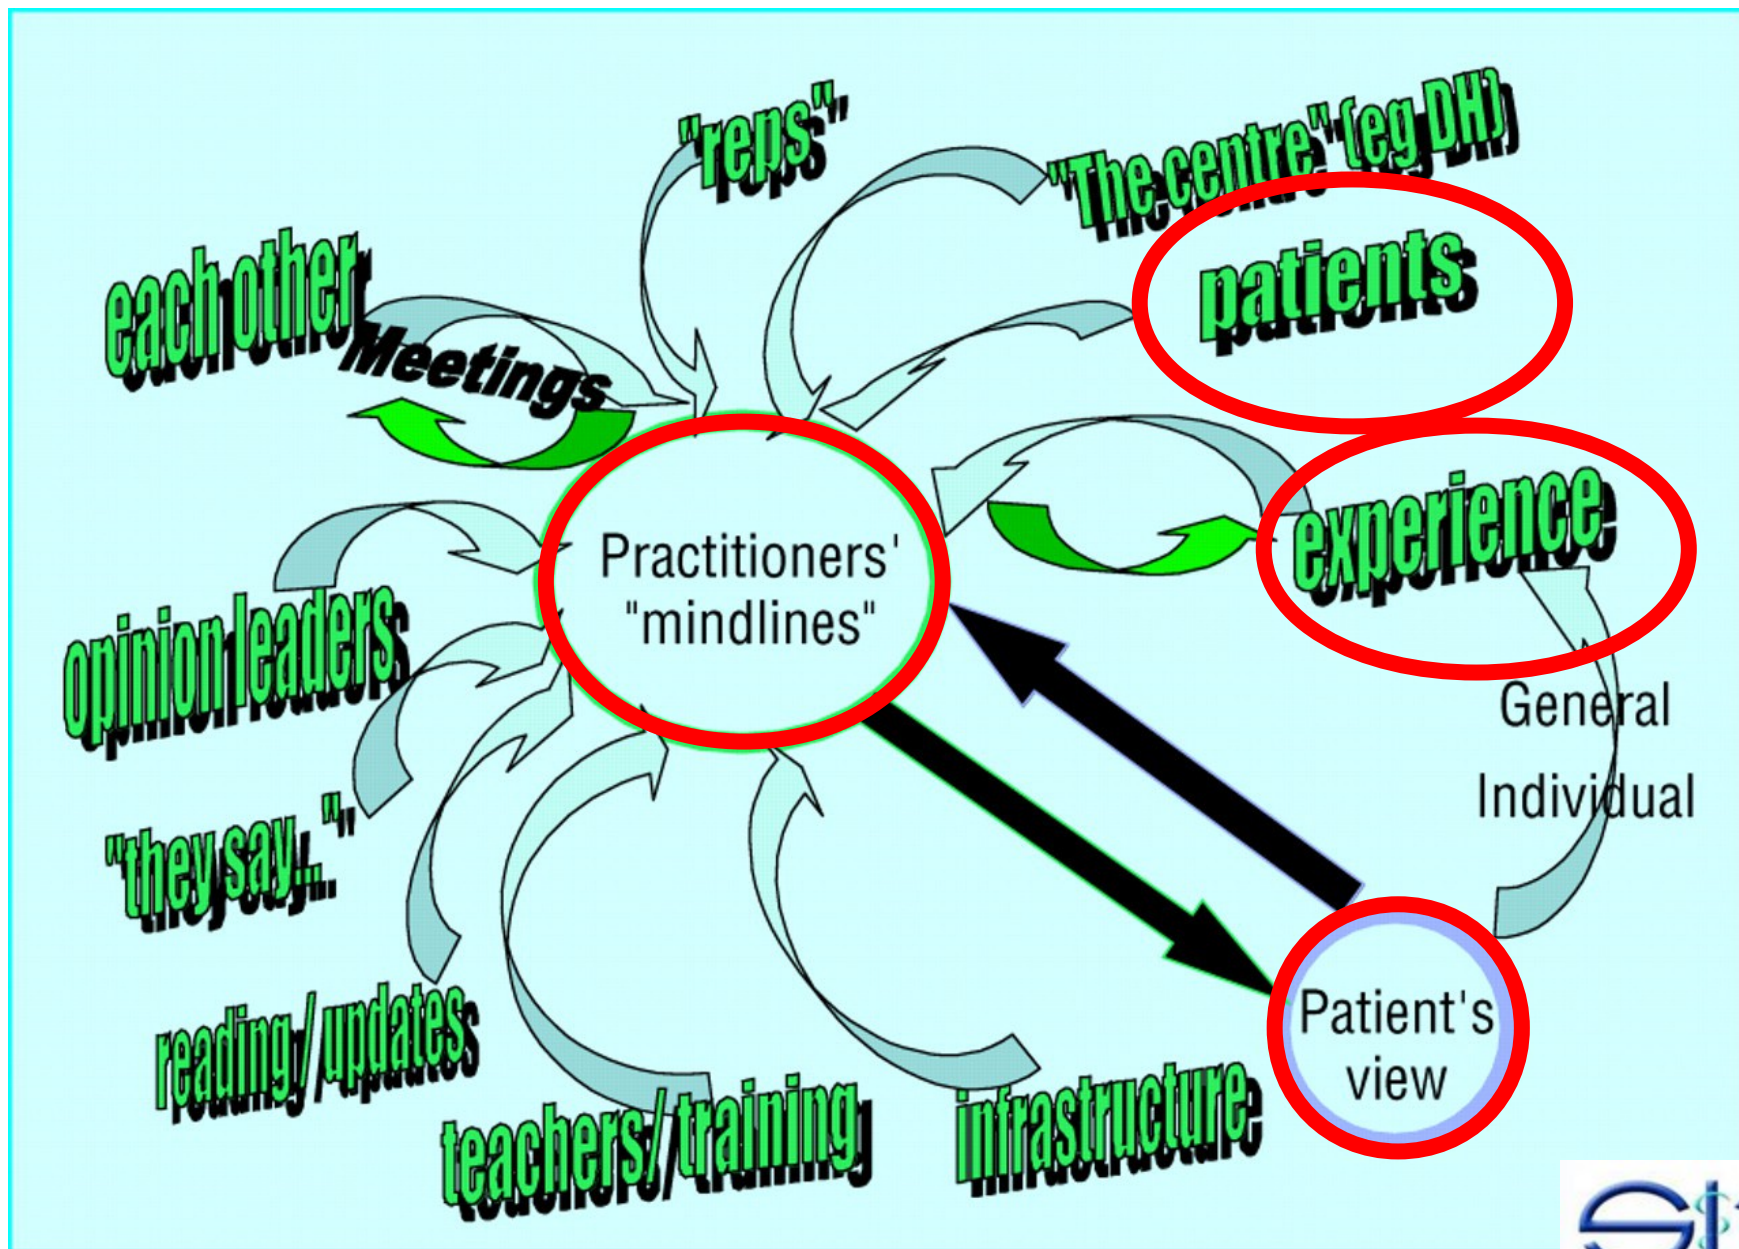 "reps"
"The centre" (eg DH)
patients
each other
Meetings
experience
Practitioners'
"mindlines"
opinion leaders
General
Individual
"they say..."
reading / updates
Patient's
view
teachers / training
infrastructure